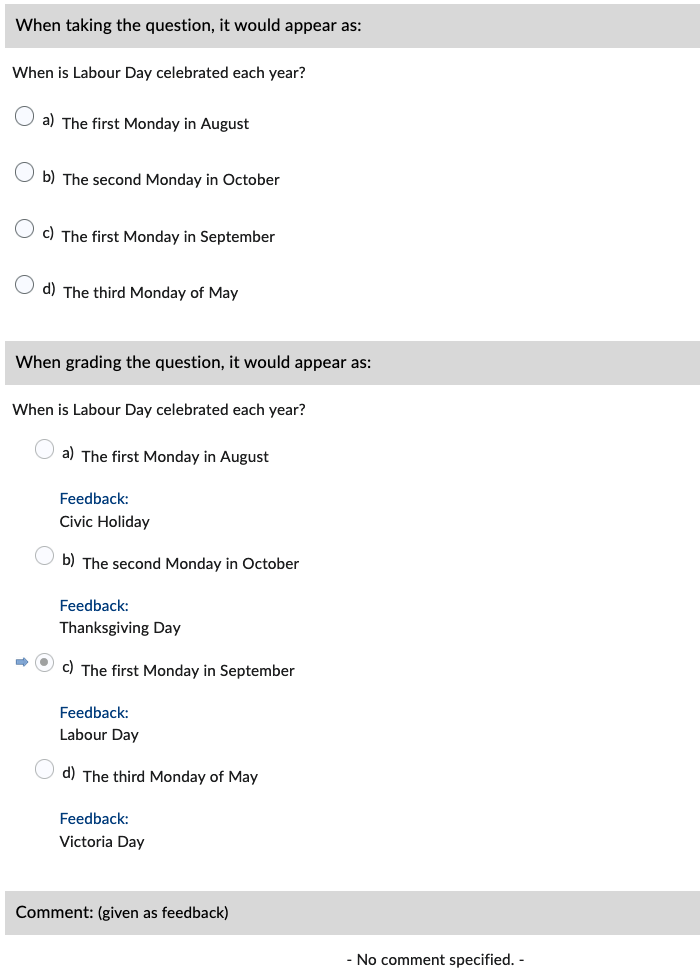 When taking the question, it would appear as:
When is Labour Day celebrated each year?
a) The first Monday in August
b) The second Monday in October
c) The first Monday in September
d) The third Monday of May
When grading the question, it would appear as:
When is Labour Day celebrated each year?
a) The first Monday in August
Feedback:
Civic Holiday
b) The second Monday in October
Feedback:
Thanksgiving Day
c) The first Monday in September
Feedback:
Labour Day
d) The third Monday of May
Feedback:
Victoria Day
Comment: (given as feedback)
- No comment specified. -